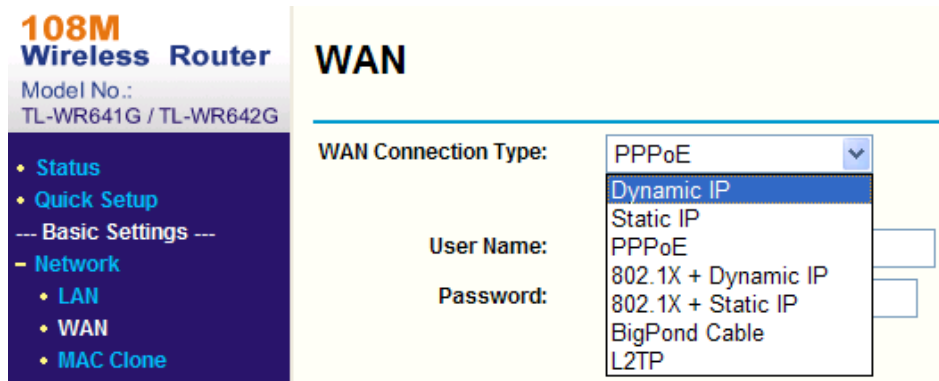 108M
Wireless Router
Model No.:
TL-WR641G / TL-WR642G
• Status
• Quick Setup
--- Basic Settings ---
– Network
• LAN
• WAN
• MAC Clone
WAN
WAN Connection Type:
PPPoE
Dynamic IP
Static IP
PPPoE
802.1X + Dynamic IP
802.1X + Static IP
BigPond Cable
L2TP
User Name:
Password: